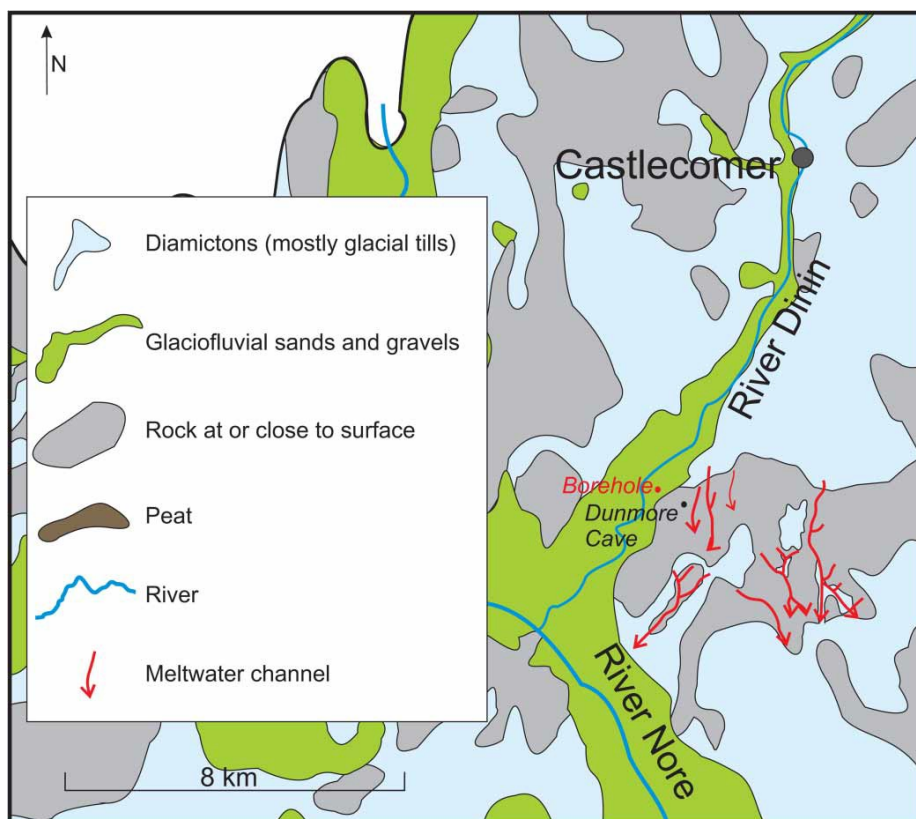 N
Castlecomer
Diamictons (mostly glacial tills)
Glaciofluvial sands and gravels
River Dinin
Rock at or close to surface
Borehole
Dunmore
Cave
Peat
River
Meltwater channel
River Nore
8 km